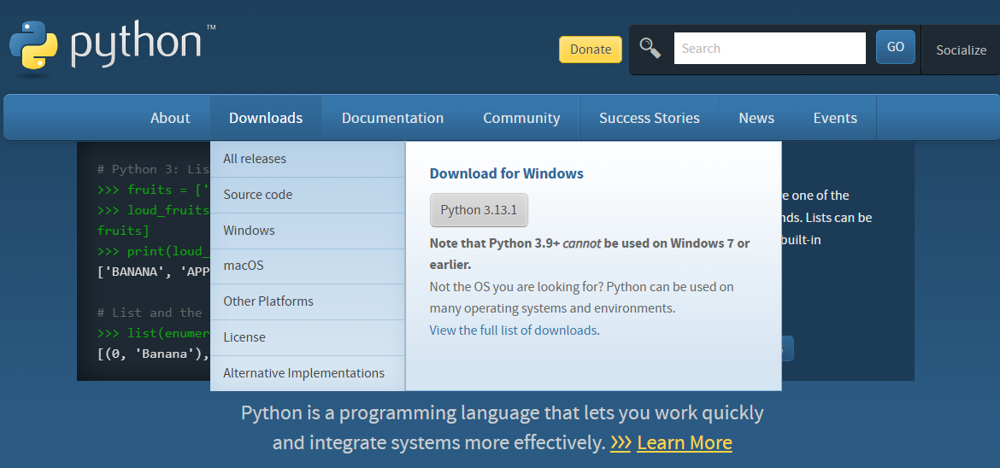 python™
Donate
Search
GO
Socialize
About
Downloads
Documentation
Community
Success Stories
News
Events
# Python 3: Lis
>>> fruits = ['
>>> loud_fruits
fruits]
>>> print(loud_
['BANANA', 'APP
# List and the
>>> list(enumer
[(0, 'Banana'),
All releases
Source code
Windows
macOS
Other Platforms
License
Alternative Implementations
Download for Windows
Python 3.13.1
Note that Python 3.9+ cannot be used on Windows 7 or
earlier.
Not the OS you are looking for? Python can be used on
many operating systems and environments.
View the full list of downloads.
e one of the
nds. Lists can be
built-in
Python is a programming language that lets you work quickly
and integrate systems more effectively. >>> Learn More